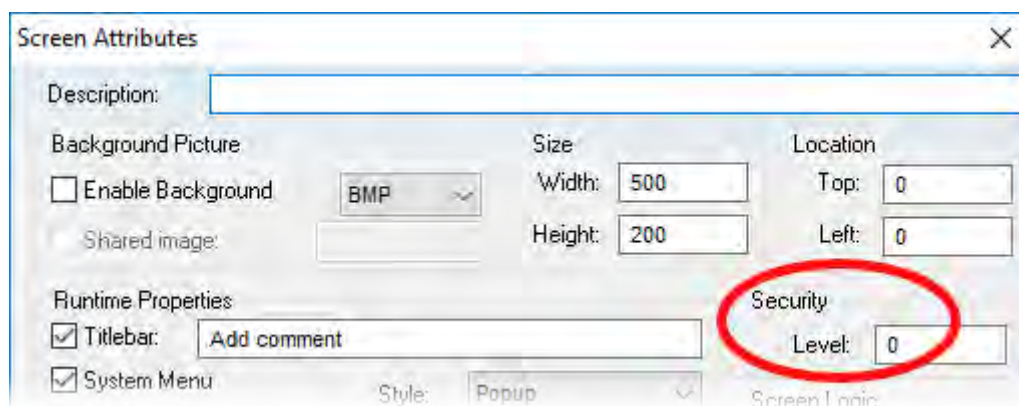 Screen Attributes
Description:
Background Picture
Size
Location
Enable Background
BMP
Width: 500
Top: 0
Shared image:
Height: 200
Left: 0
Runtime Properties
Security
Titlebar: Add comment
Level: 0
System Menu
Style: Popup
Screen Logic